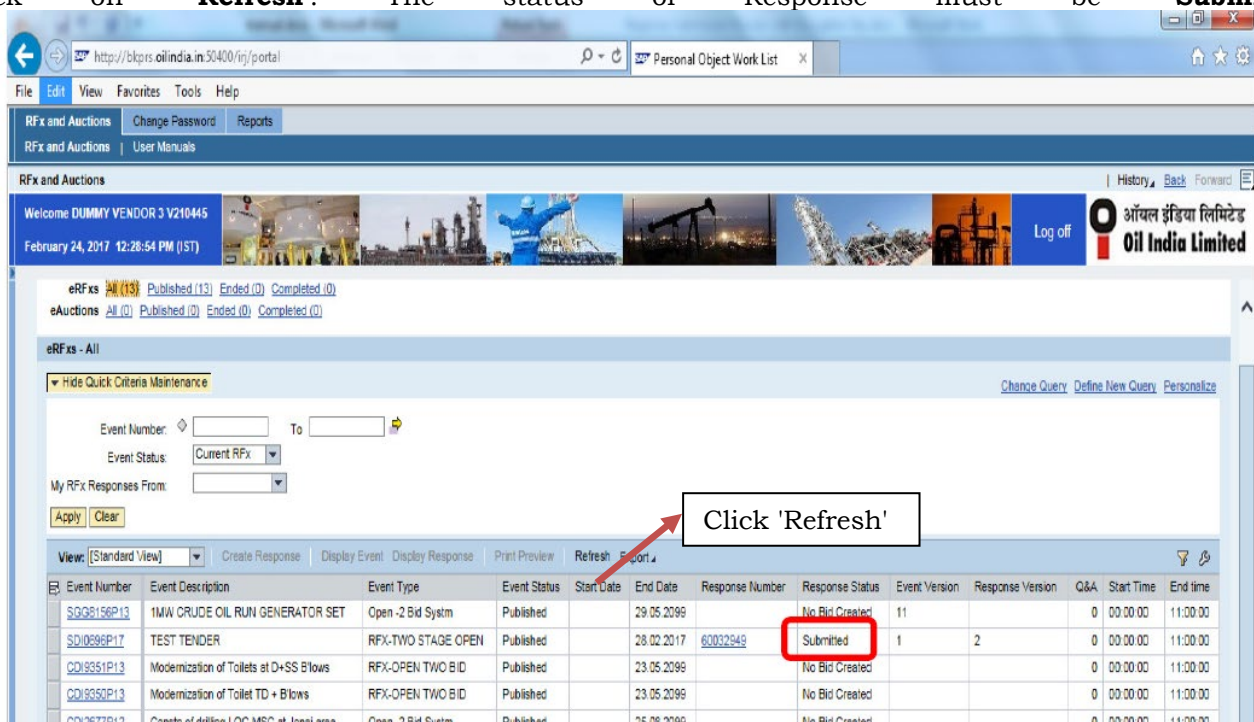 on 'Refresh'. The status of Response must be
http://bkprs.oilindia.in:50400/irj/portal
Personal Object Work List
File Edit View Favorites Tools Help
RFx and Auctions Change Password Reports
RFx and Auctions | User Manuals
RFx and Auctions | History Back Forward
Welcome DUMMY VENDOR 3 V210445
February 24, 2017 12:28:54 PM (IST)
Log off
ऑयल इंडिया लिमिटेड
Oil India Limited
eRFxs All (13) Published (13) Ended (0) Completed (0)
eAuctions All (0) Published (0) Ended (0) Completed (0)
eRFxs - All
Hide Quick Criteria Maintenance Change Query Define New Query Personalize
Event Number: To
Event Status: Current RFx
My RFx Responses From:
Apply Clear
Click 'Refresh'
View: [Standard View] Create Response Display Event Display Response Print Preview Refresh Export
Event Number Event Description Event Type Event Status Start Date End Date Response Number Response Status Event Version Response Version Q&A Start Time End time
SGG8156P13 1MW CRUDE OIL RUN GENERATOR SET Open -2 Bid Systm Published 29.05.2099 No Bid Created 11 0 00:00:00 11:00:00
SDI0696P17 TEST TENDER RFX-TWO STAGE OPEN Published 28.02.2017 60032949 Submitted 1 2 0 00:00:00 11:00:00
CDI9351P13 Modernization of Toilets at D+SS B'lows RFX-OPEN TWO BID Published 23.05.2099 No Bid Created 0 00:00:00 11:00:00
CDI9350P13 Modernization of Toilet TD + B'lows RFX-OPEN TWO BID Published 23.05.2099 No Bid Created 0 00:00:00 11:00:00